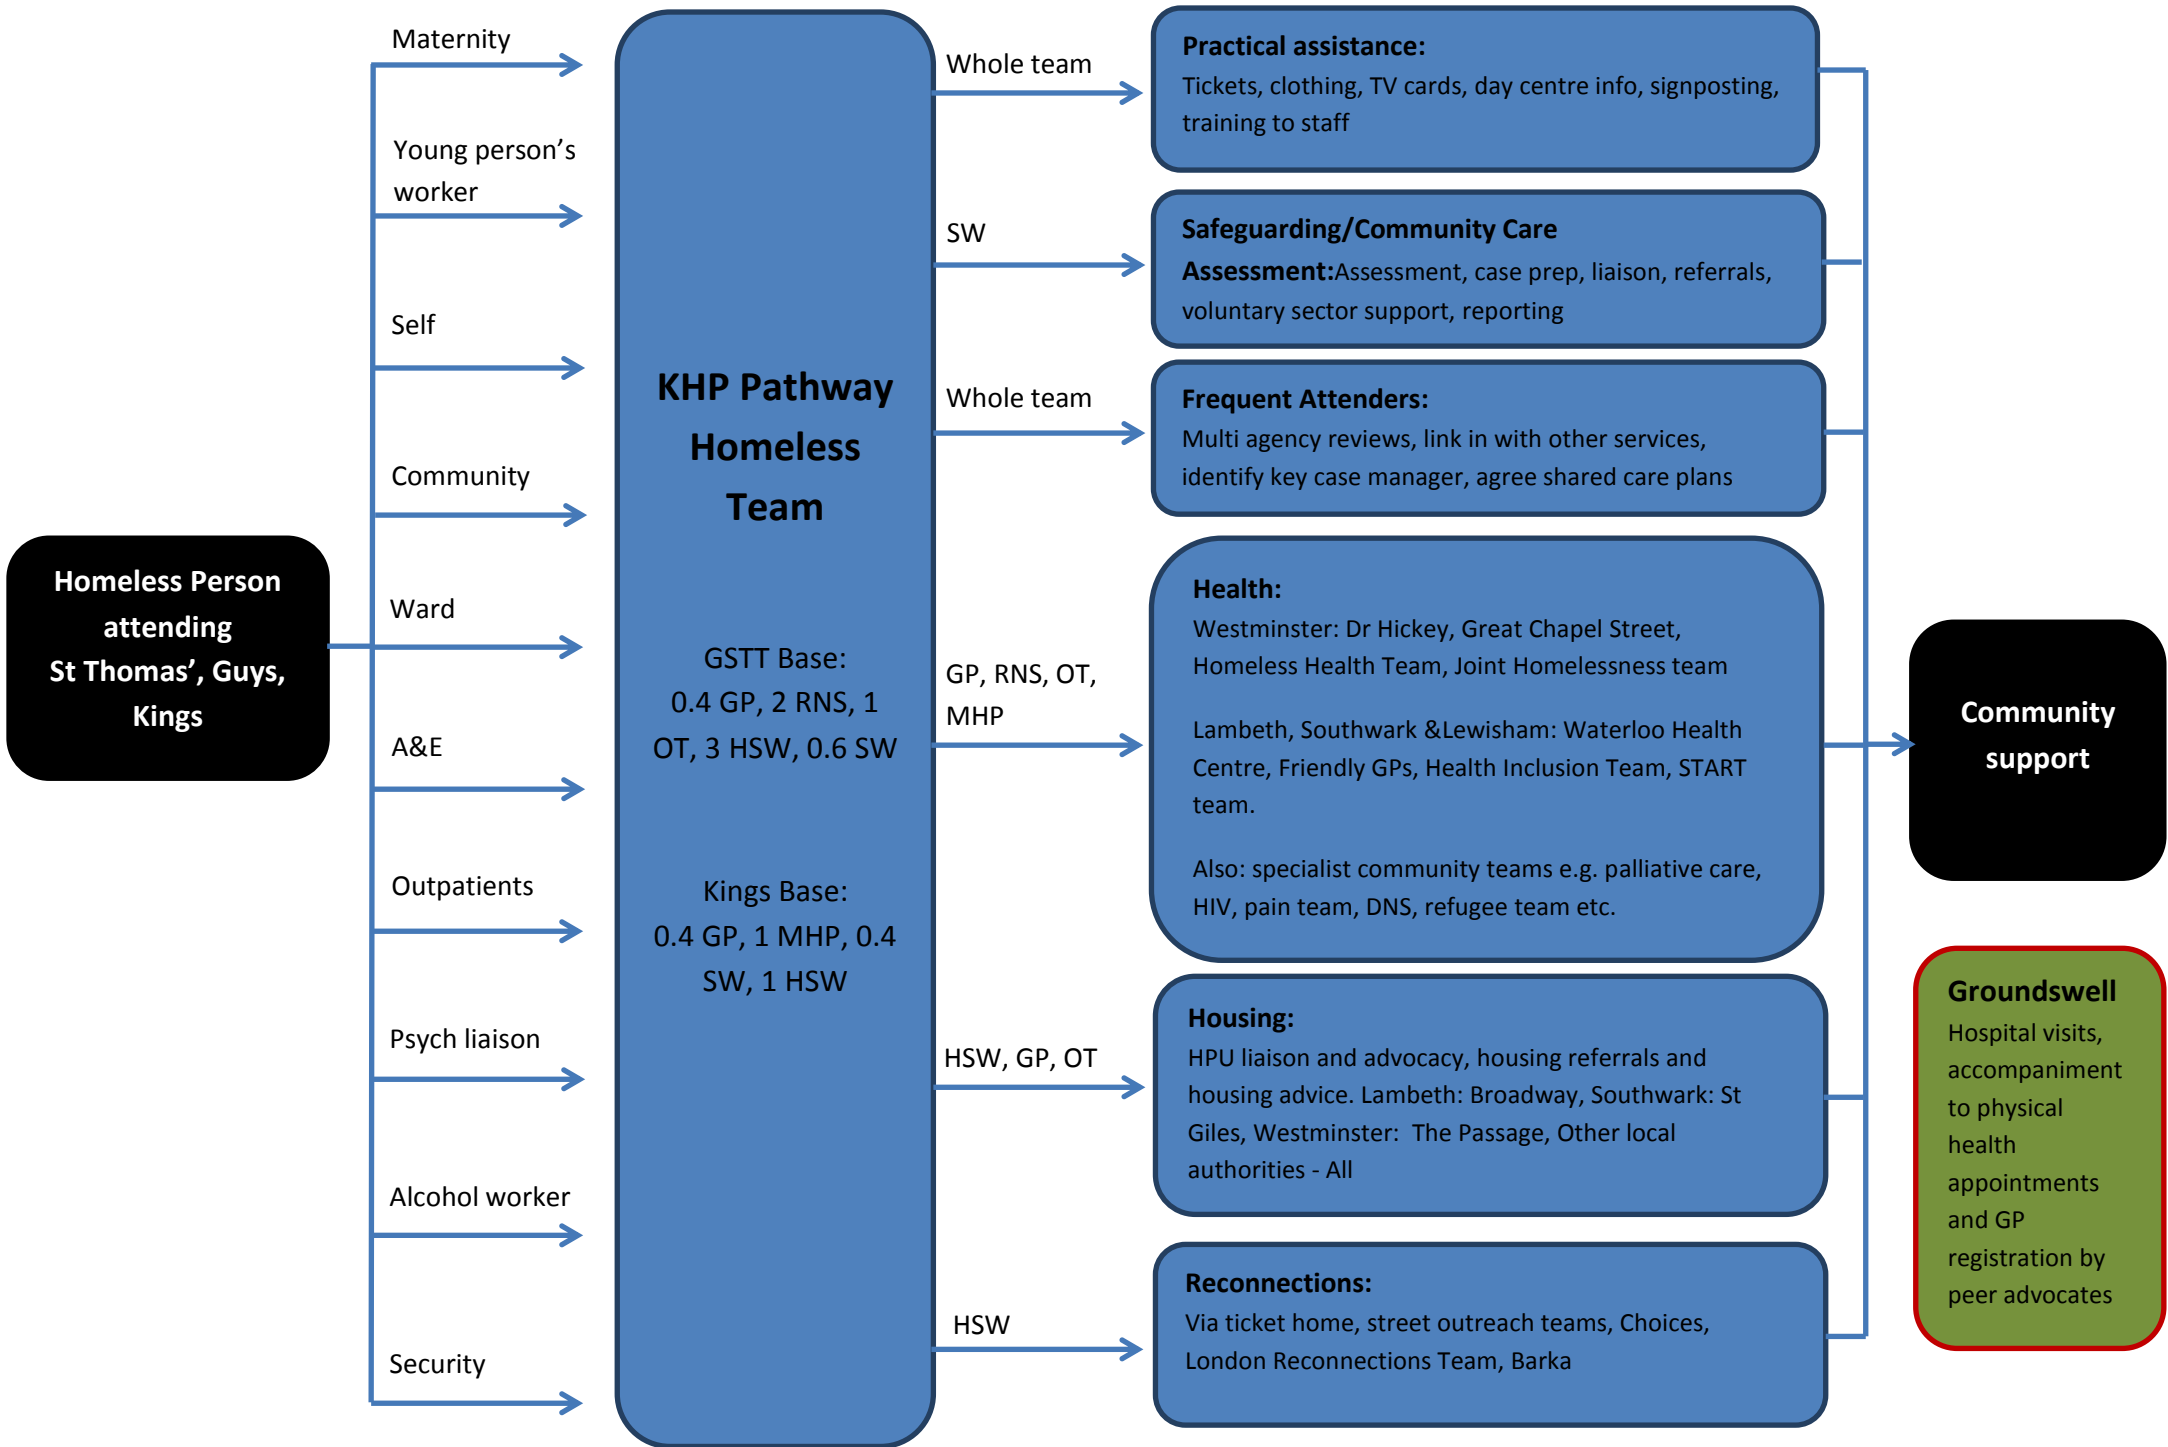 Homeless Person
attending
St Thomas’, Guys,
Kings
Maternity
Young person’s
worker
Self
Community
Ward
A&E
Outpatients
Psych liaison
Alcohol worker
Security
KHP Pathway
Homeless
Team
GSTT Base:
0.4 GP, 2 RNS, 1
OT, 3 HSW, 0.6 SW
Kings Base:
0.4 GP, 1 MHP, 0.4
SW, 1 HSW
Whole team
SW
Whole team
GP, RNS, OT,
MHP
HSW, GP, OT
HSW
Practical assistance:
Tickets, clothing, TV cards, day centre info, signposting,
training to staff
Safeguarding/Community Care
Assessment:Assessment, case prep, liaison, referrals,
voluntary sector support, reporting
Frequent Attenders:
Multi agency reviews, link in with other services,
identify key case manager, agree shared care plans
Health:
Westminster: Dr Hickey, Great Chapel Street,
Homeless Health Team, Joint Homelessness team
Lambeth, Southwark &Lewisham: Waterloo Health
Centre, Friendly GPs, Health Inclusion Team, START
team.
Also: specialist community teams e.g. palliative care,
HIV, pain team, DNS, refugee team etc.
Housing:
HPU liaison and advocacy, housing referrals and
housing advice. Lambeth: Broadway, Southwark: St
Giles, Westminster:  The Passage, Other local
authorities - All
Reconnections:
Via ticket home, street outreach teams, Choices,
London Reconnections Team, Barka
Community
support
Groundswell
Hospital visits,
accompaniment
to physical
health
appointments
and GP
registration by
peer advocates